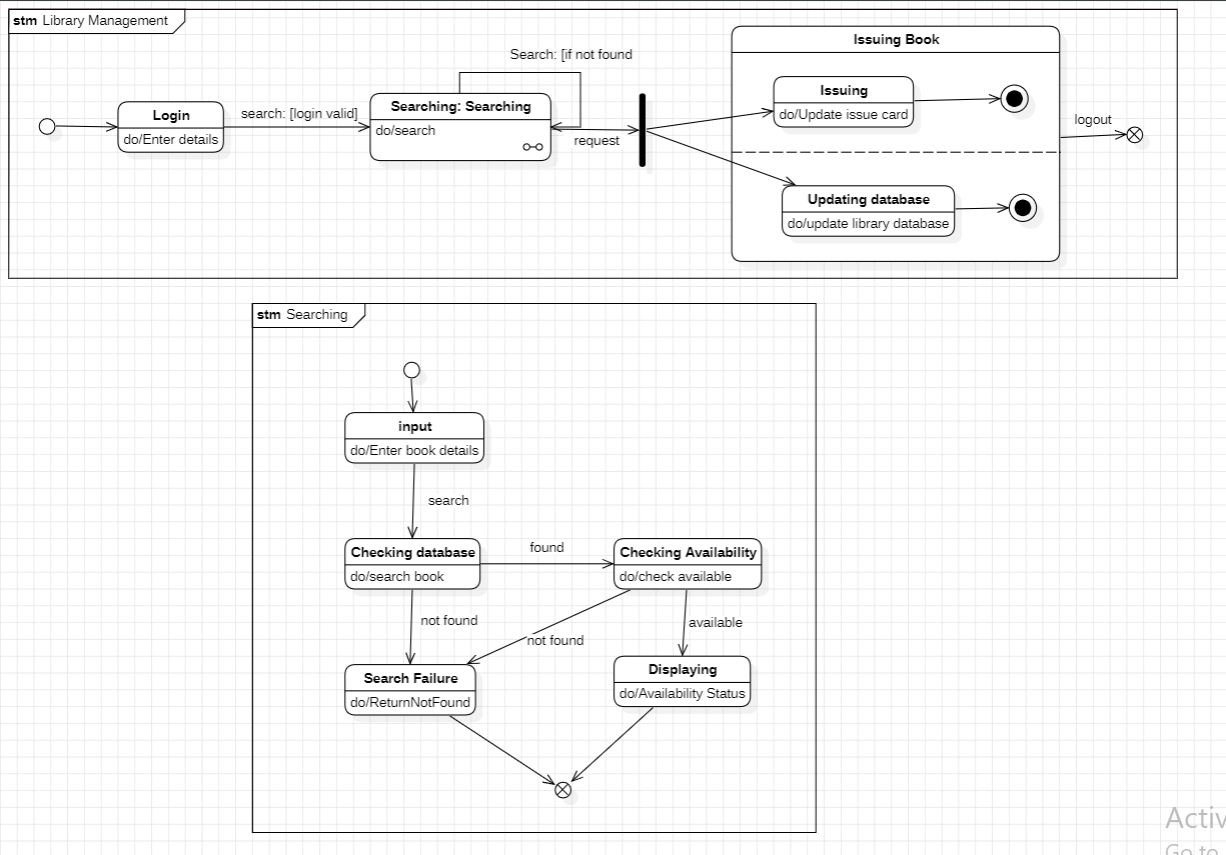 stm Library Management
Search: [if not found
Issuing Book
Login
do/Enter details
search: [login valid]
Searching: Searching
do/search
request
Issuing
do/Update issue card
logout
Updating database
do/update library database
stm Searching
input
do/Enter book details
search
Checking database
do/search book
found
Checking Availability
do/check available
not found
not found
available
Search Failure
do/ReturnNotFound
Displaying
do/Availability Status
Activ
Go to